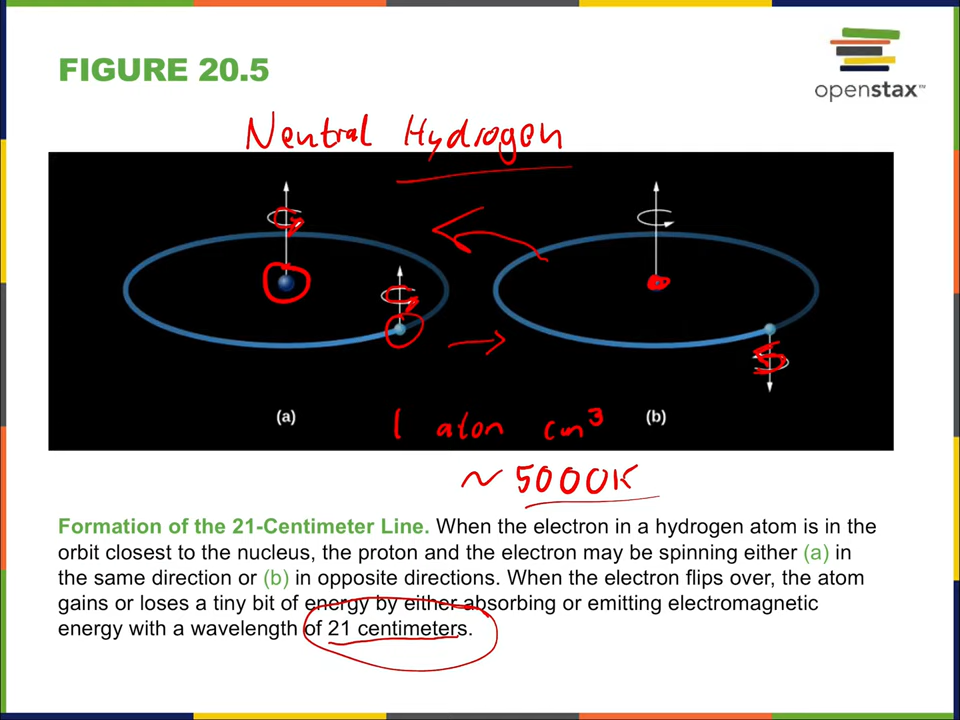 FIGURE 20.5
openstax™
Neutral Hydrogen
(a)
(b)
1 atom cm³
~ 5000K
Formation of the 21-Centimeter Line. When the electron in a hydrogen atom is in the
orbit closest to the nucleus, the proton and the electron may be spinning either (a) in
the same direction or (b) in opposite directions. When the electron flips over, the atom
gains or loses a tiny bit of energy by either absorbing or emitting electromagnetic
energy with a wavelength of 21 centimeters.